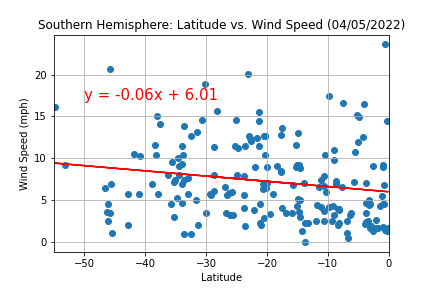 Southern Hemisphere: Latitude vs. Wind Speed (04/05/2022)
Wind Speed (mph)
20
15
10
5
0
y = -0.06x + 6.01
−50 −40 −30 −20 −10 0
Latitude